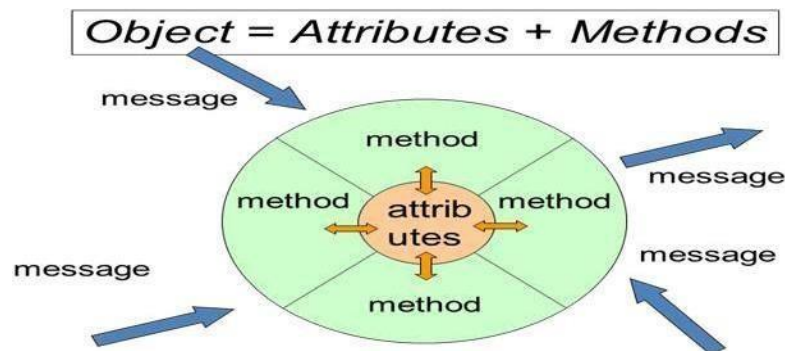 Object = Attributes + Methods
message
method
method
attrib
utes
method
message
message
message
method